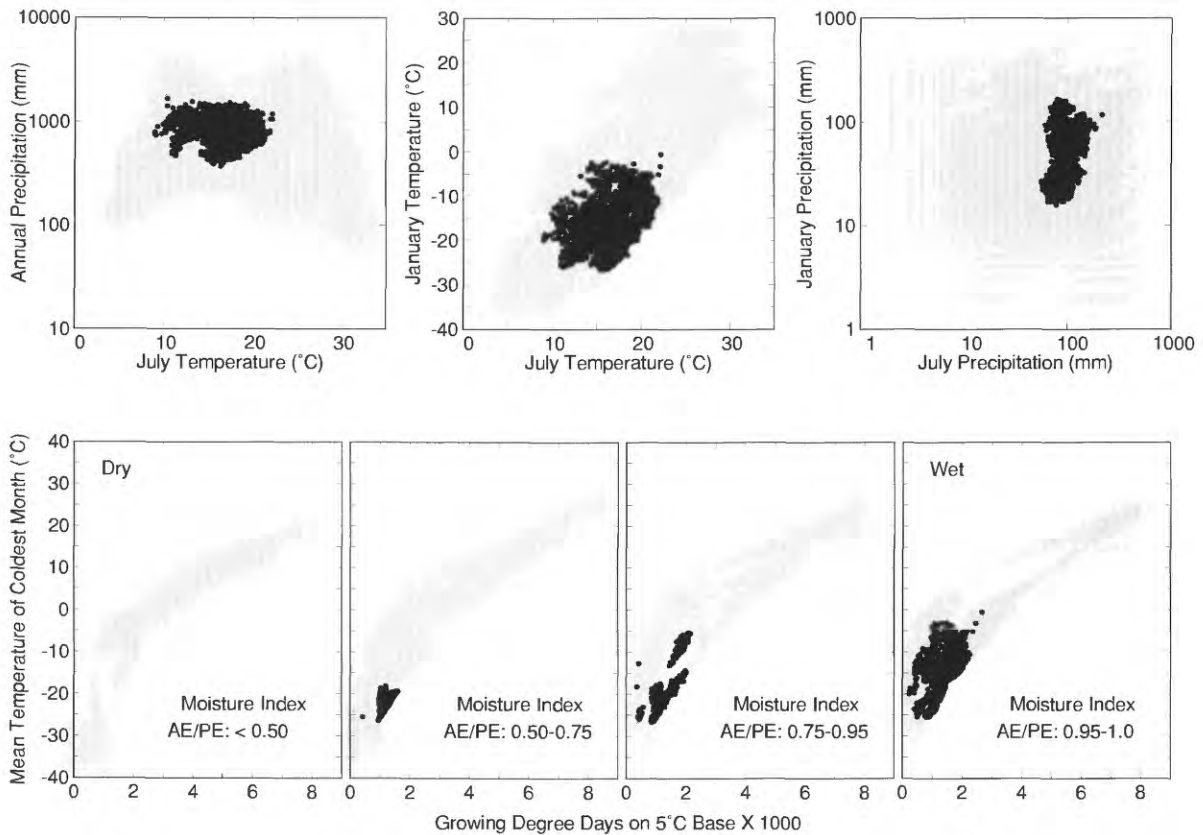 10000
1000
100
10
Annual Precipitation (mm)
0 10 20 30
July Temperature (˚C)
30
20
10
0
-10
-20
-30
-40
January Temperature (˚C)
0 10 20 30
July Temperature (˚C)
1000
100
10
1
January Precipitation (mm)
1 10 100 1000
July Precipitation (mm)
Mean Temperature of Coldest Month (˚C)
40
30
20
10
0
-10
-20
-30
-40
Dry
Moisture Index
AE/PE: < 0.50
0 2 4 6 8
Moisture Index
AE/PE: 0.50-0.75
0 2 4 6 8
Moisture Index
AE/PE: 0.75-0.95
0 2 4 6 8
Wet
Moisture Index
AE/PE: 0.95-1.0
0 2 4 6 8
Growing Degree Days on 5˚C Base X 1000